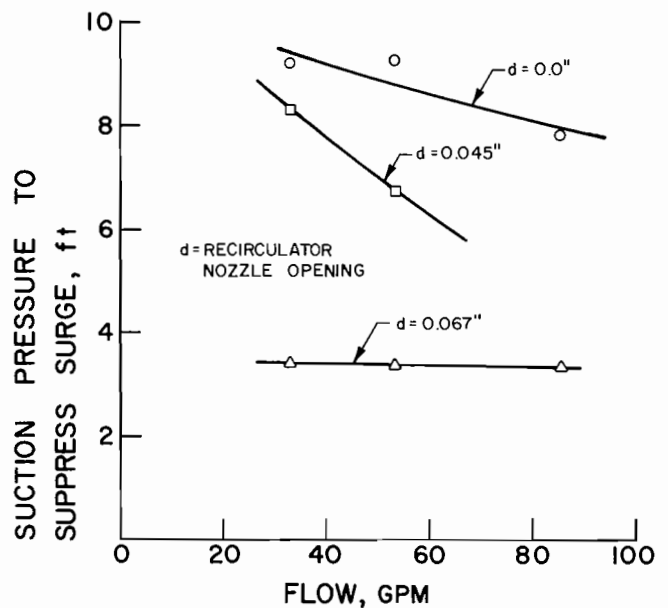 SUCTION PRESSURE TO
SUPPRESS SURGE, ft
10
8
6
4
2
d = 0.0"
d = 0.045"
d = RECIRCULATOR
NOZZLE OPENING
d = 0.067"
0
20
40
60
80
100
FLOW, GPM